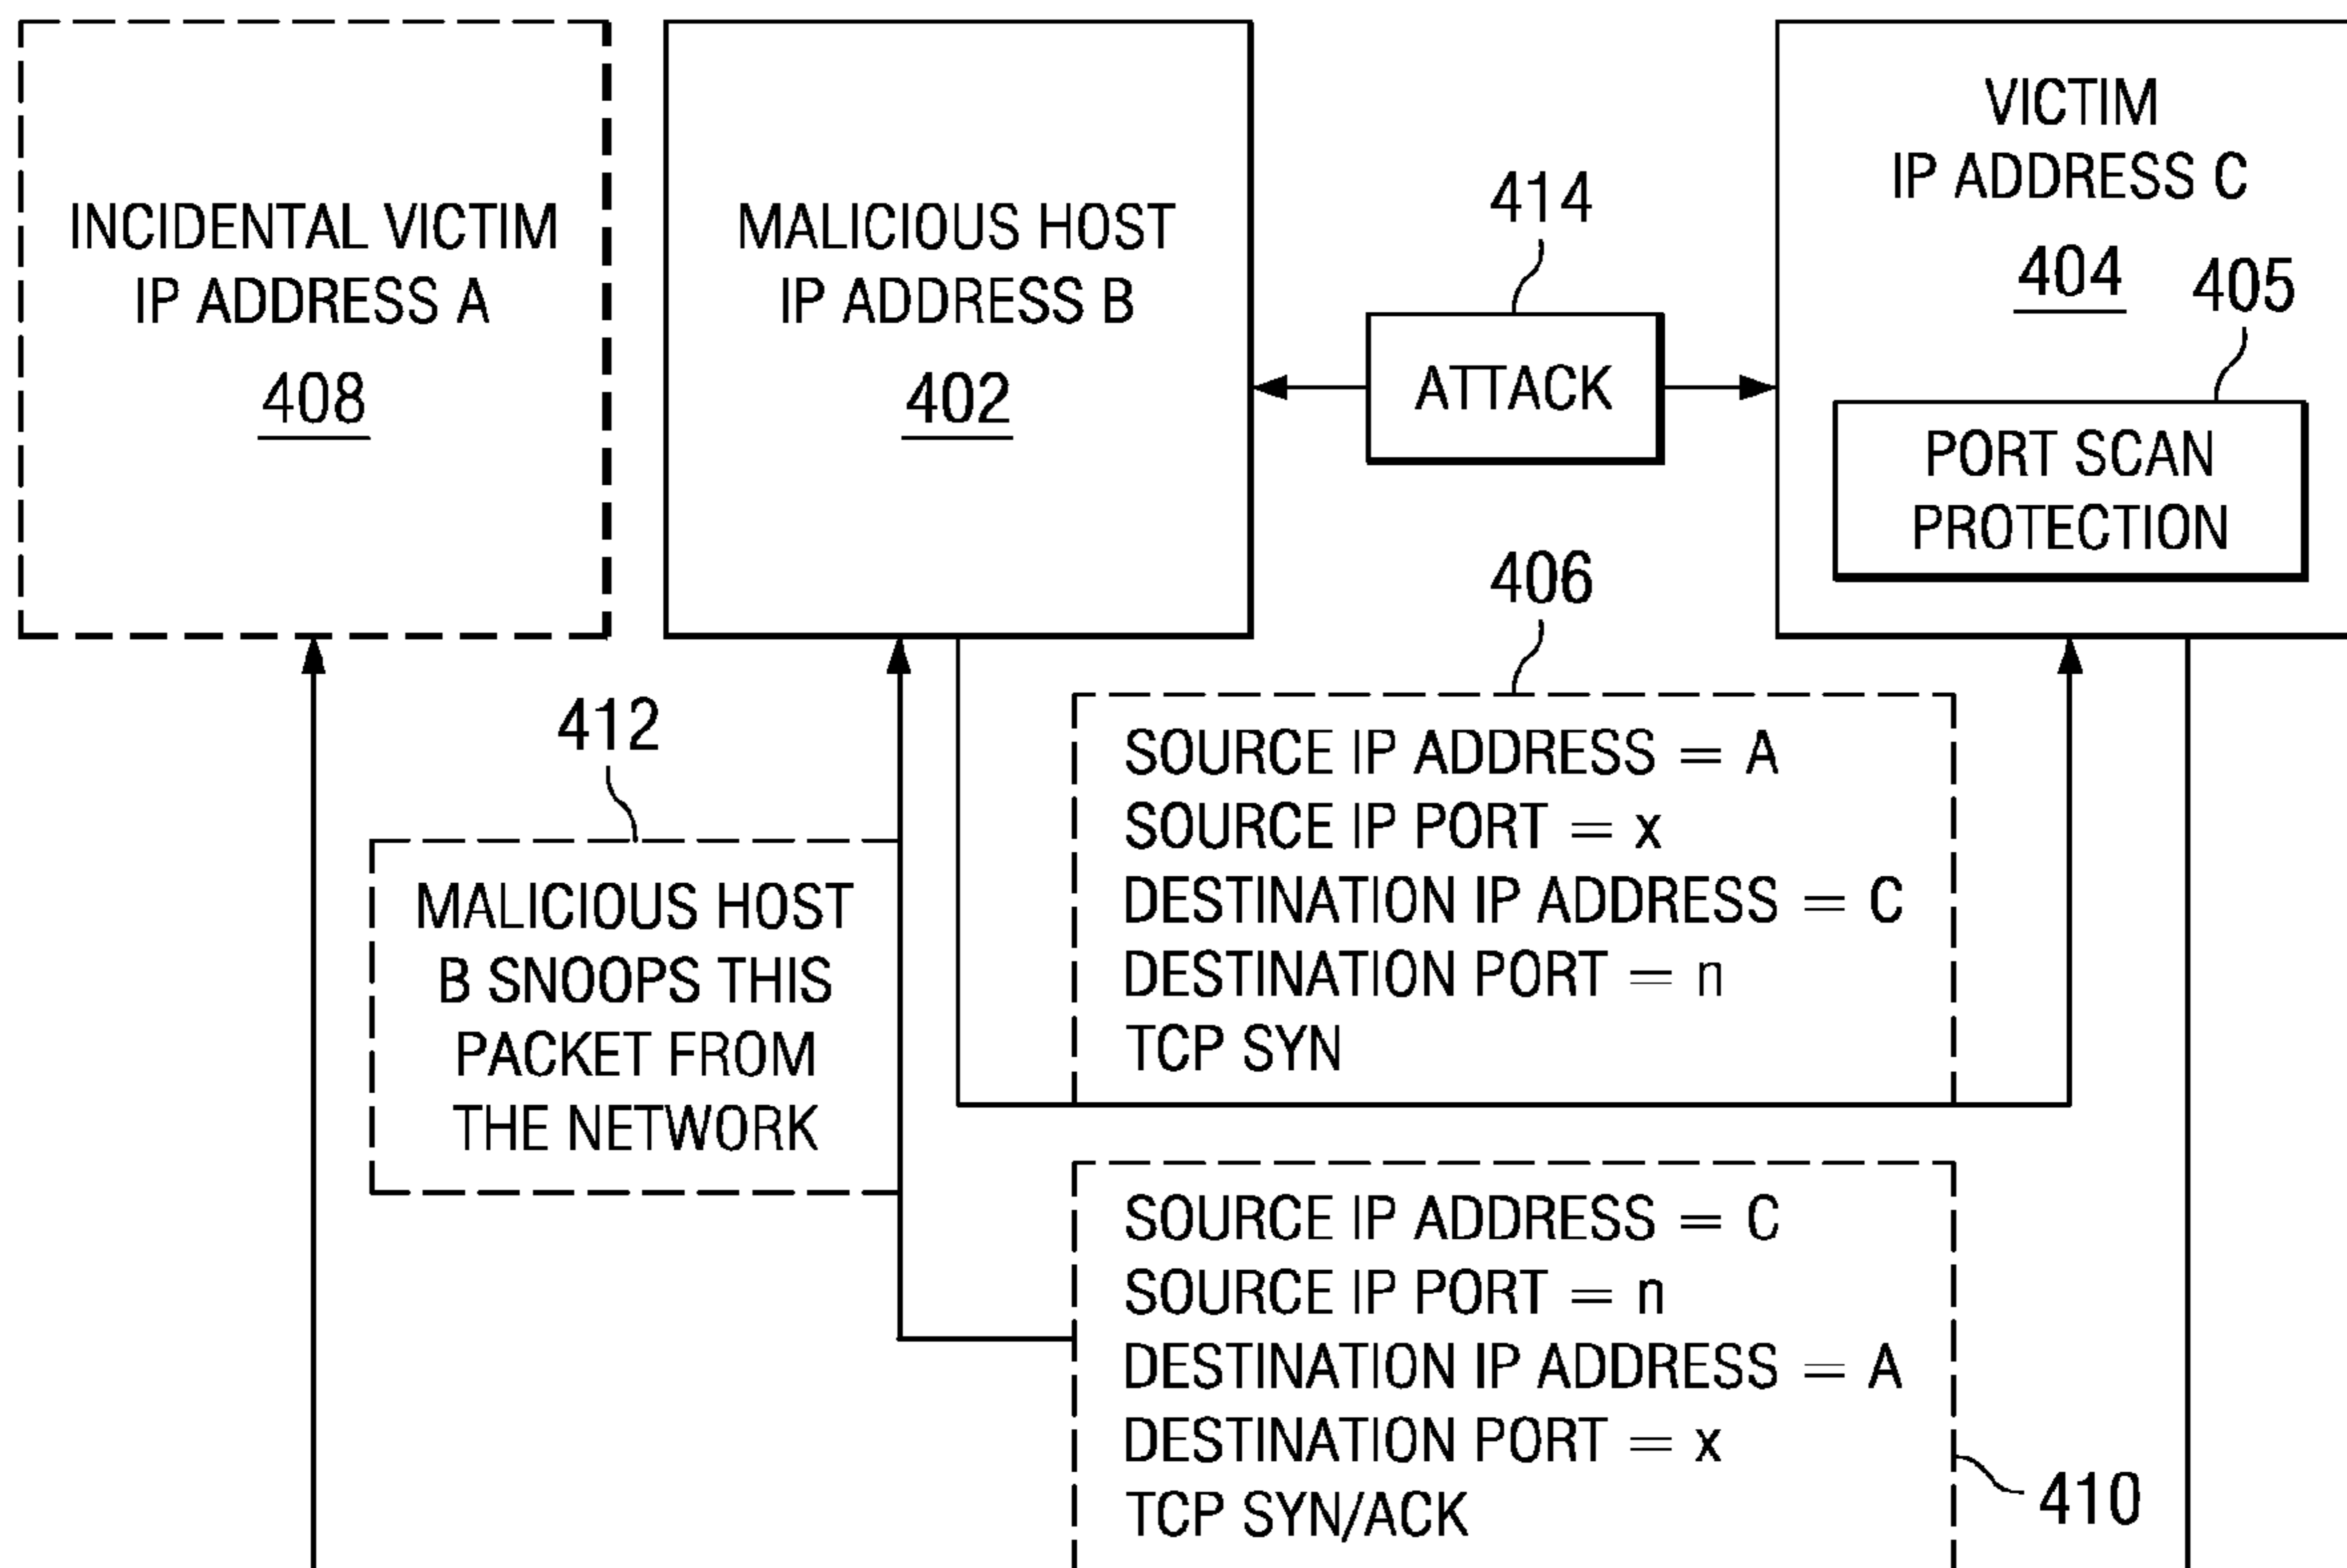 INCIDENTAL VICTIM
IP ADDRESS A
408
MALICIOUS HOST
IP ADDRESS B
402
414
ATTACK
VICTIM
IP ADDRESS C
404
405
PORT SCAN
PROTECTION
406
SOURCE IP ADDRESS = A
SOURCE IP PORT = x
DESTINATION IP ADDRESS = C
DESTINATION PORT = n
TCP SYN
412
MALICIOUS HOST
B SNOOPS THIS
PACKET FROM
THE NETWORK
SOURCE IP ADDRESS = C
SOURCE IP PORT = n
DESTINATION IP ADDRESS = A
DESTINATION PORT = x
TCP SYN/ACK
410